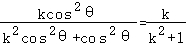 kcos²θ / k²cos²θ+cos²θ = k / k²+1